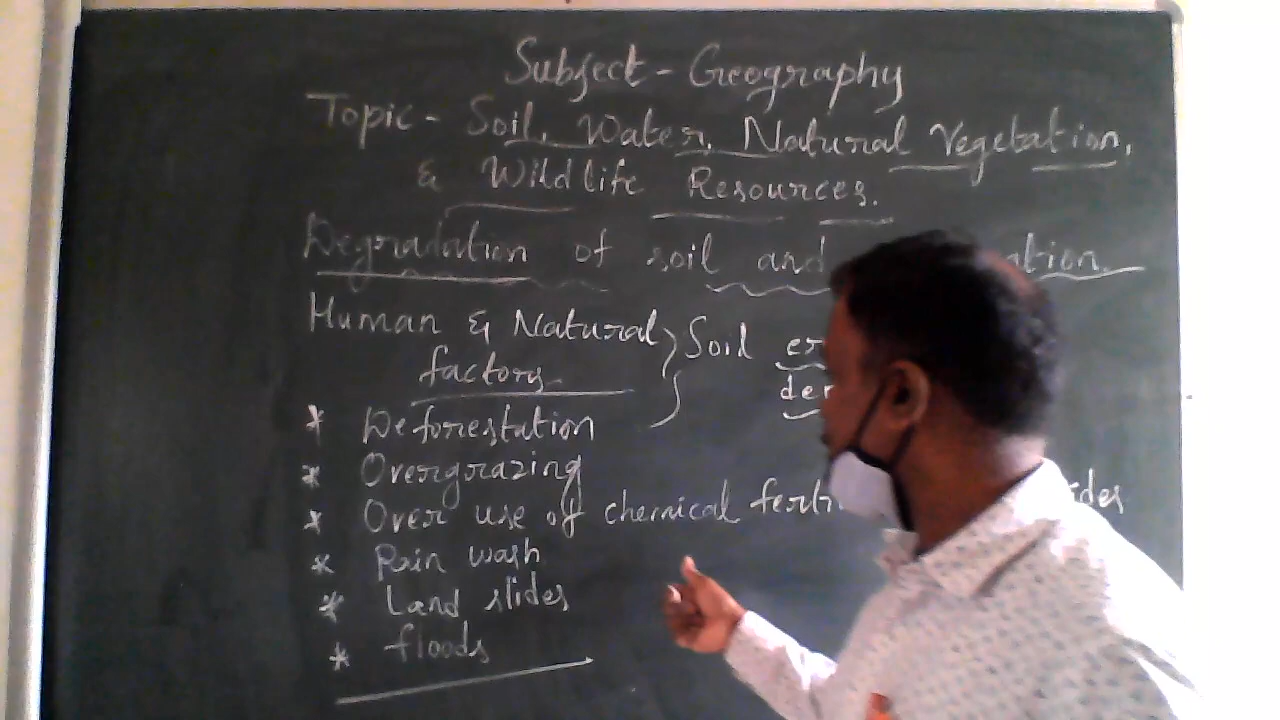 Subject - Geography
Topic - Soil, Water, Natural Vegetation,
& Wildlife Resources.
Degradation of soil and
Human & Natural } Soil
factors
* Deforestation
* Overgrazing
* Over use of chemical
* Rain wash
* Land slides
* floods